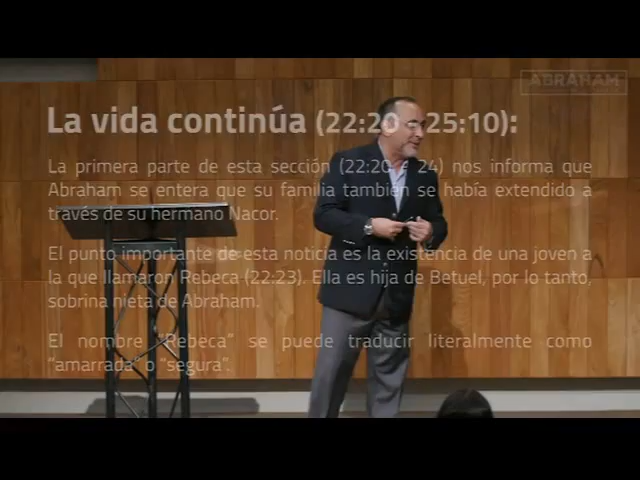 ABRAHAM
La vida continúa (22:20 - 25:10):
La primera parte de esta sección (22:20 - 24) nos informa que
Abraham se entera que su familia también se había extendido a
través de su hermano Nacor.
El punto importante de esta noticia es la existencia de una joven a
la que llamaron Rebeca (22:23). Ella es hija de Betuel, por lo tanto,
sobrina nieta de Abraham.
El nombre “Rebeca” se puede traducir literalmente como
“amarrada” o “segura”.